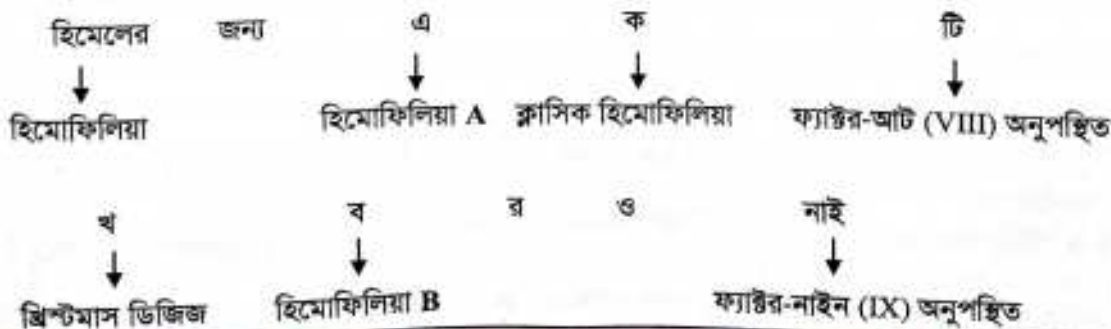 হিমেলের জন্য এ ক টি
হিমোফিলিয়া হিমোফিলিয়া A ক্লাসিক হিমোফিলিয়া ফ্যাক্টর-আট (VIII) অনুপস্থিত
খ ব র ও নাই
খ্রিস্টমাস ডিজিজ হিমোফিলিয়া B ফ্যাক্টর-নাইন (IX) অনুপস্থিত